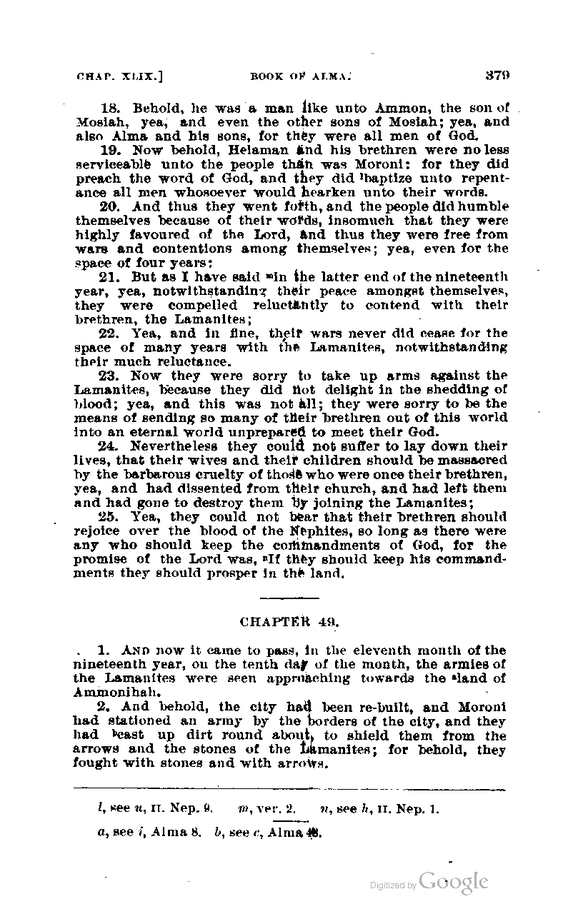 CHAP. XLIX.] BOOK OF ALMA. 379
18. Behold, he was a man like unto Ammon, the son of
Mosiah, yea, and even the other sons of Mosiah; yea, and
also Alma and his sons, for they were all men of God.
19. Now behold, Helaman and his brethren were no less
serviceable unto the people than was Moroni: for they did
preach the word of God, and they did lbaptize unto repent-
ance all men whosoever would hearken unto their words.
20. And thus they went forth, and the people did humble
themselves because of their words, insomuch that they were
highly favoured of the Lord, and thus they were free from
wars and contentions among themselves; yea, even for the
space of four years:
21. But as I have said min the latter end of the nineteenth
year, yea, notwithstanding their peace amongst themselves,
they were compelled reluctantly to contend with their
brethren, the Lamanites;
22. Yea, and in fine, their wars never did cease for the
space of many years with the Lamanites, notwithstanding
their much reluctance.
23. Now they were sorry to take up arms against the
Lamanites, because they did not delight in the shedding of
blood; yea, and this was not all; they were sorry to be the
means of sending so many of their brethren out of this world
into an eternal world unprepared to meet their God.
24. Nevertheless they could not suffer to lay down their
lives, that their wives and their children should be massacred
by the barbarous cruelty of those who were once their brethren,
yea, and had dissented from their church, and had left them
and had gone to destroy them by joining the Lamanites;
25. Yea, they could not bear that their brethren should
rejoice over the blood of the Nephites, so long as there were
any who should keep the commandments of God, for the
promise of the Lord was, nIf they should keep his command-
ments they should prosper in the land.
CHAPTER 49.
1. AND now it came to pass, in the eleventh month of the
nineteenth year, on the tenth day of the month, the armies of
the Lamanites were seen approaching towards the aland of
Ammonihah.
2. And behold, the city had been re-built, and Moroni
had stationed an army by the borders of the city, and they
had bcast up dirt round about, to shield them from the
arrows and the stones of the Lamanites; for behold, they
fought with stones and with arrows.
l, see u, II. Nep. 9. m, ver. 2. n, see h, II. Nep. 1.
a, see i, Alma 8. b, see c, Alma
Digitized by Google